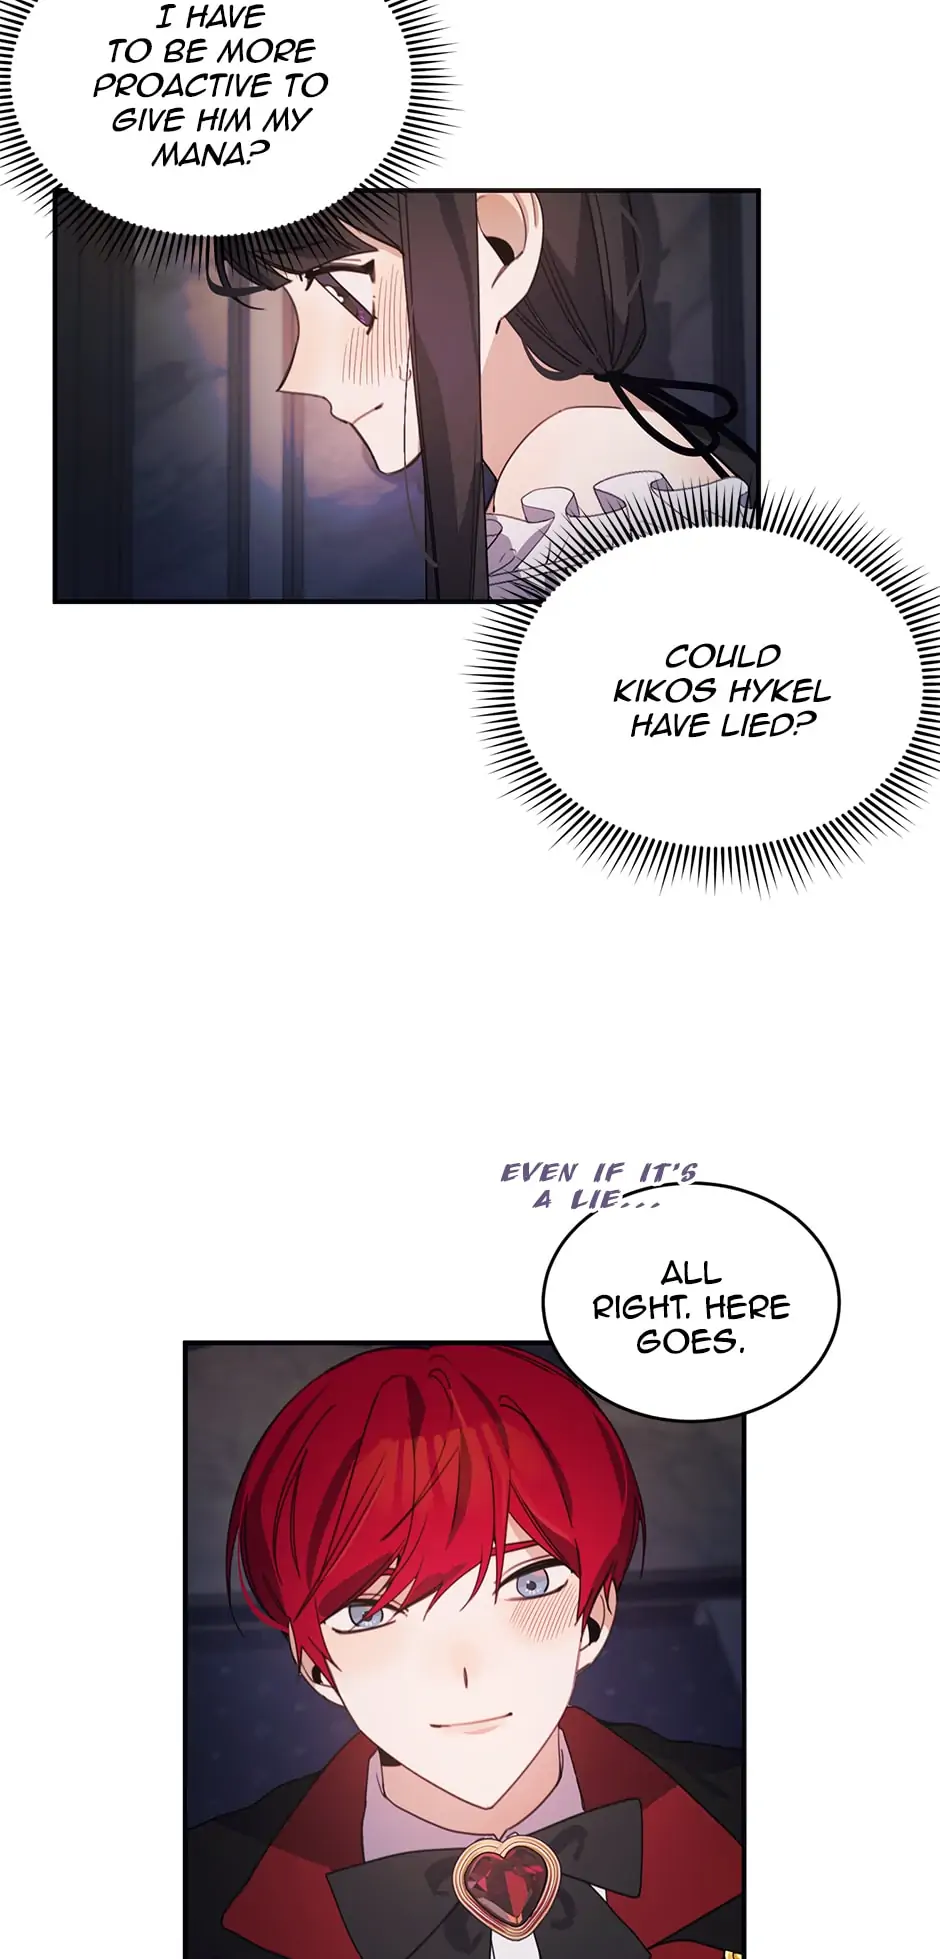 I HAVE
TO BE MORE
PROACTIVE TO
GIVE HIM MY
MANA?
COULD
KIKOS HYKEL
HAVE LIED?
EVEN IF IT'S
A LIE...
ALL
RIGHT. HERE
GOES.